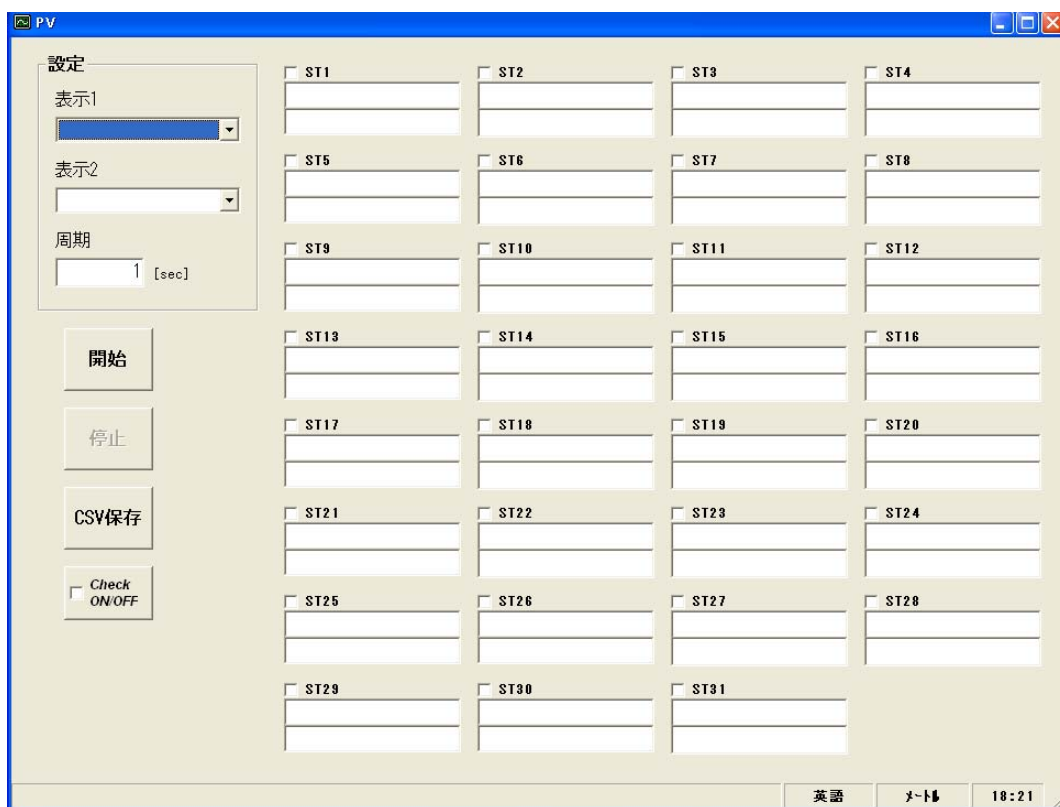 PV
設定
表示1
表示2
周期
1 [sec]
開始
停止
CSV保存
Check
ON/OFF
ST1 ST2 ST3 ST4
ST5 ST6 ST7 ST8
ST9 ST10 ST11 ST12
ST13 ST14 ST15 ST16
ST17 ST18 ST19 ST20
ST21 ST22 ST23 ST24
ST25 ST26 ST27 ST28
ST29 ST30 ST31
英語 ﾒｰﾄﾙ 18:21